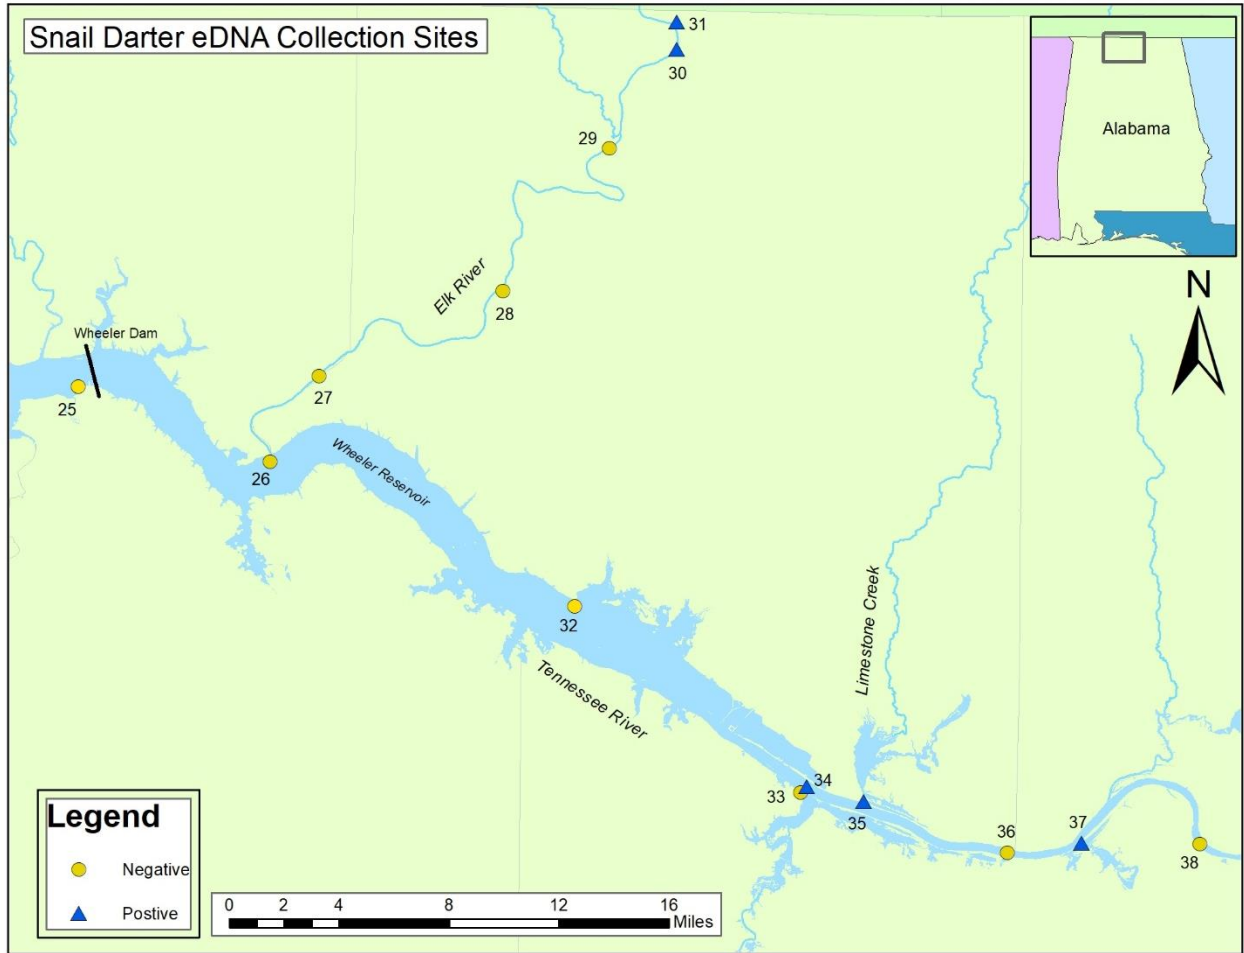 Snail Darter eDNA Collection Sites
31
30
Alabama
29
N
Elk River
28
Wheeler Dam
25
27
26
Wheeler Reservoir
32
Tennessee River
Limestone Creek
33
34
35
36
37
38
Legend
Negative
Postive
0 2 4 8 12 16
Miles